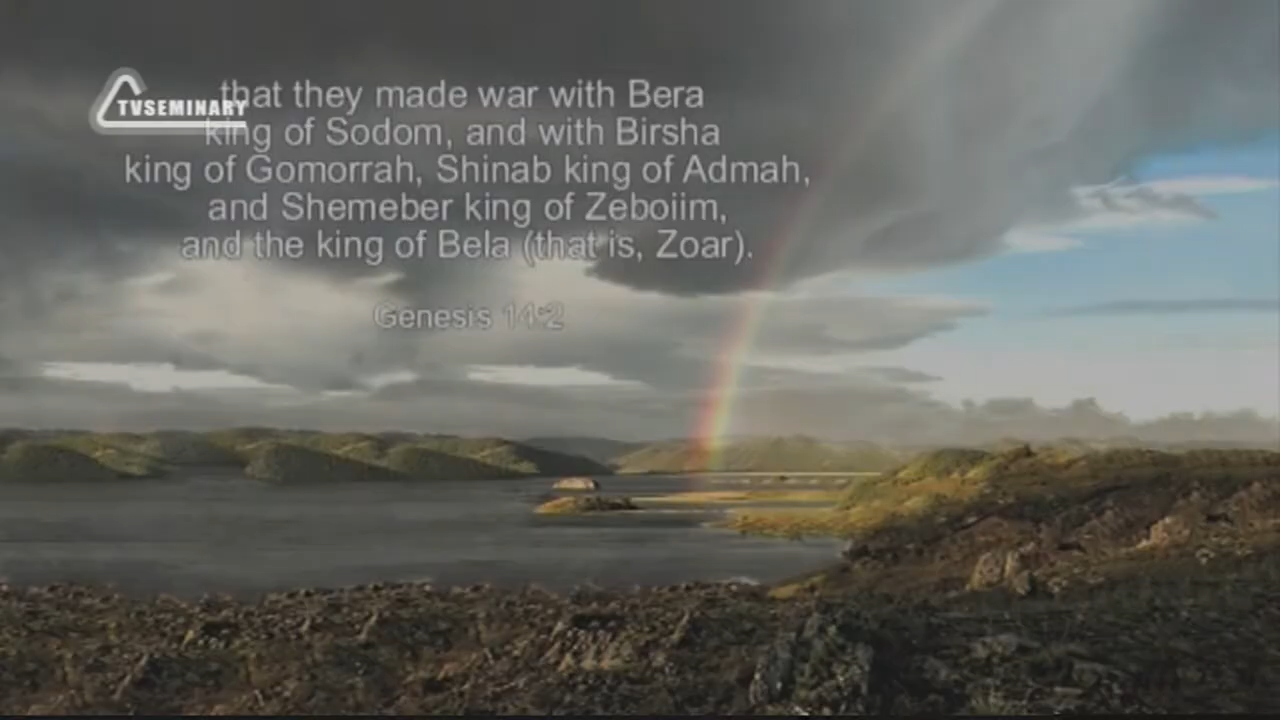 TVSEMINARY
that they made war with Bera
king of Sodom, and with Birsha
king of Gomorrah, Shinab king of Admah,
and Shemeber king of Zeboiim,
and the king of Bela (that is, Zoar).
Genesis 14:2